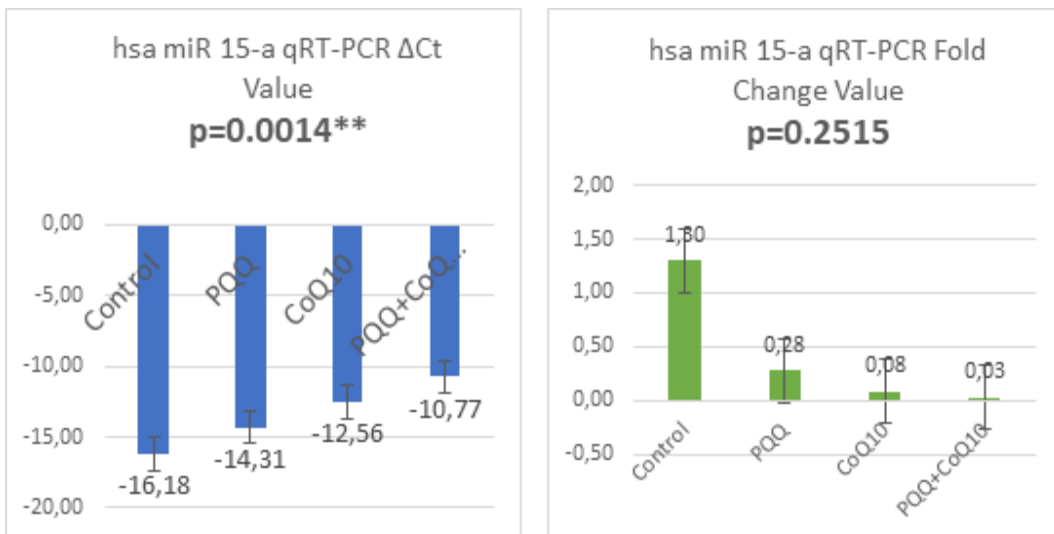 hsa miR 15-a qRT-PCR ΔCt
Value
p=0.0014**
0,00
-5,00
-10,00
-15,00
-20,00
Control
PQQ
CoQ10
PQQ+CoQ...
-16,18
-14,31
-12,56
-10,77
hsa miR 15-a qRT-PCR Fold
Change Value
p=0.2515
2,00
1,50
1,00
0,50
0,00
-0,50
1,30
0,28
0,08
0,03
Control
PQQ
CoQ10
PQQ+CoQ10